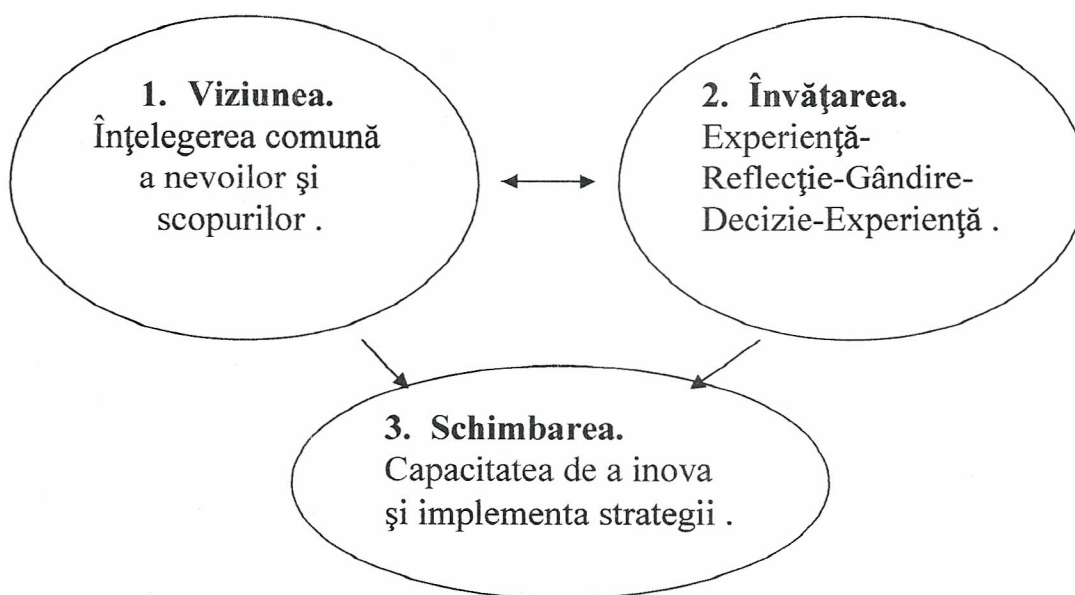 1. Viziunea.
Înţelegerea comună
a nevoilor şi
scopurilor .
2. Învăţarea.
Experienţă-
Reflecţie-Gândire-
Decizie-Experienţă .
3. Schimbarea.
Capacitatea de a inova
şi implementa strategii .